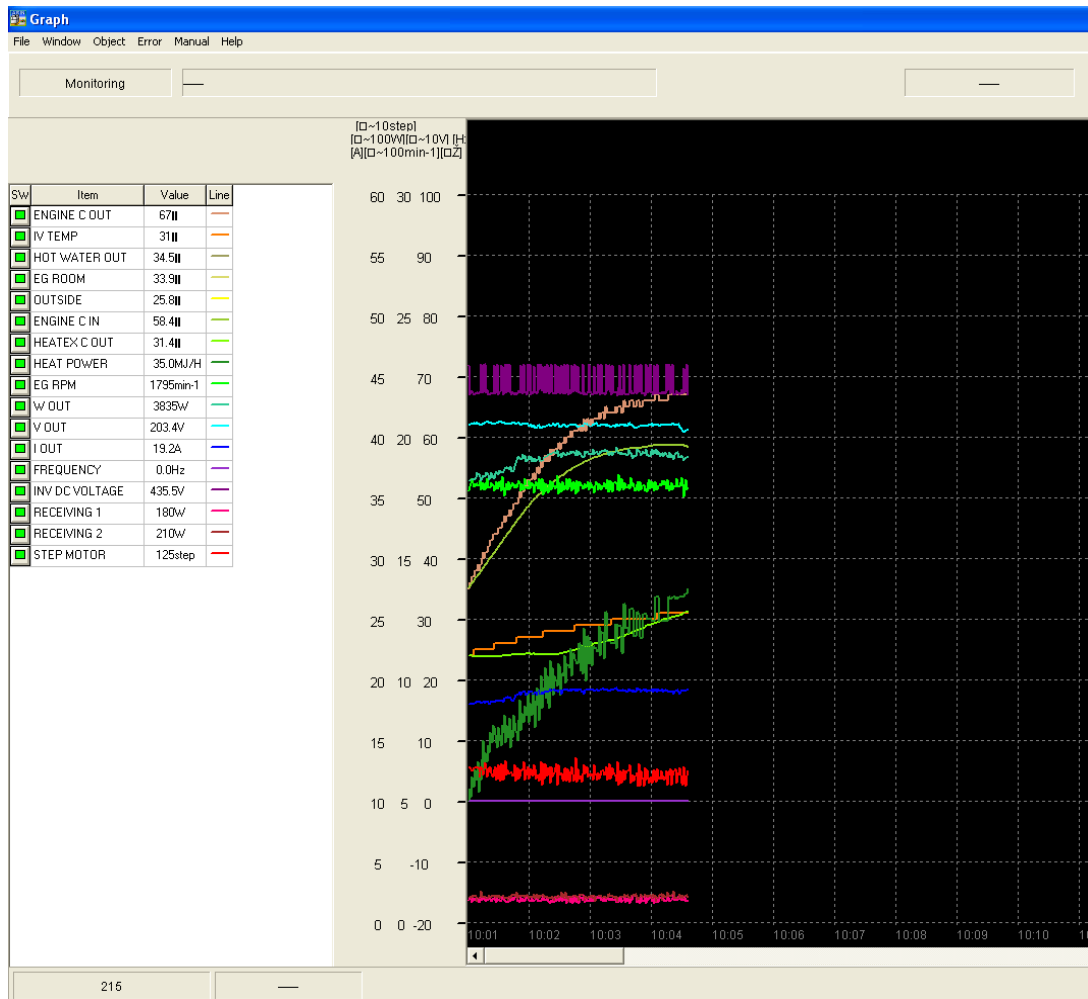 Graph
File Window Object Error Manual Help
Monitoring
[□~10step]
[□~100W][□~10V] [H:
[A][□~100min-1][□Z]
SW Item Value Line
ENGINE C OUT 67
IV TEMP 31
HOT WATER OUT 34.5
EG ROOM 33.9
OUTSIDE 25.8
ENGINE C IN 58.4
HEATEX C OUT 31.4
HEAT POWER 35.0MJ/H
EG RPM 1795min-1
W OUT 3835W
V OUT 203.4V
I OUT 19.2A
FREQUENCY 0.0Hz
INV DC VOLTAGE 435.5V
RECEIVING 1 180W
RECEIVING 2 210W
STEP MOTOR 125step
60 30 100
55 90
50 25 80
45 70
40 20 60
35 50
30 15 40
25 30
20 10 20
15 10
10 5 0
5 -10
0 0 -20
10:01 10:02 10:03 10:04 10:05 10:06 10:07 10:08 10:09 10:10
215